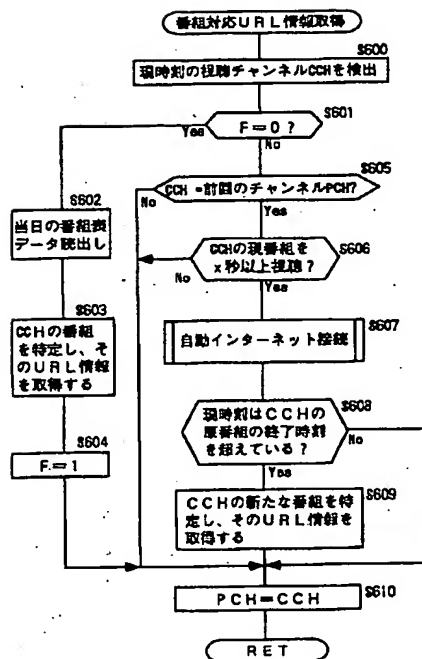 番組対応URL情報取得
S600
現時刻の視聴チャンネルCCHを検出
S601
F=0?
Yes
No
S605
CCH=前回のチャンネルPCH?
No
Yes
S602
当日の番組表
データ読出し
S606
CCHの現番組を
x秒以上視聴?
No
Yes
S603
CCHの番組
を特定し、そ
のURL情報
を取得する
S607
自動インターネット接続
S604
F=1
S608
現時刻はCCHの
原番組の終了時刻
を超えている?
No
Yes
S609
CCHの新たな番組を特
定し、そのURL情報を
取得する
S610
PCH=CCH
RET